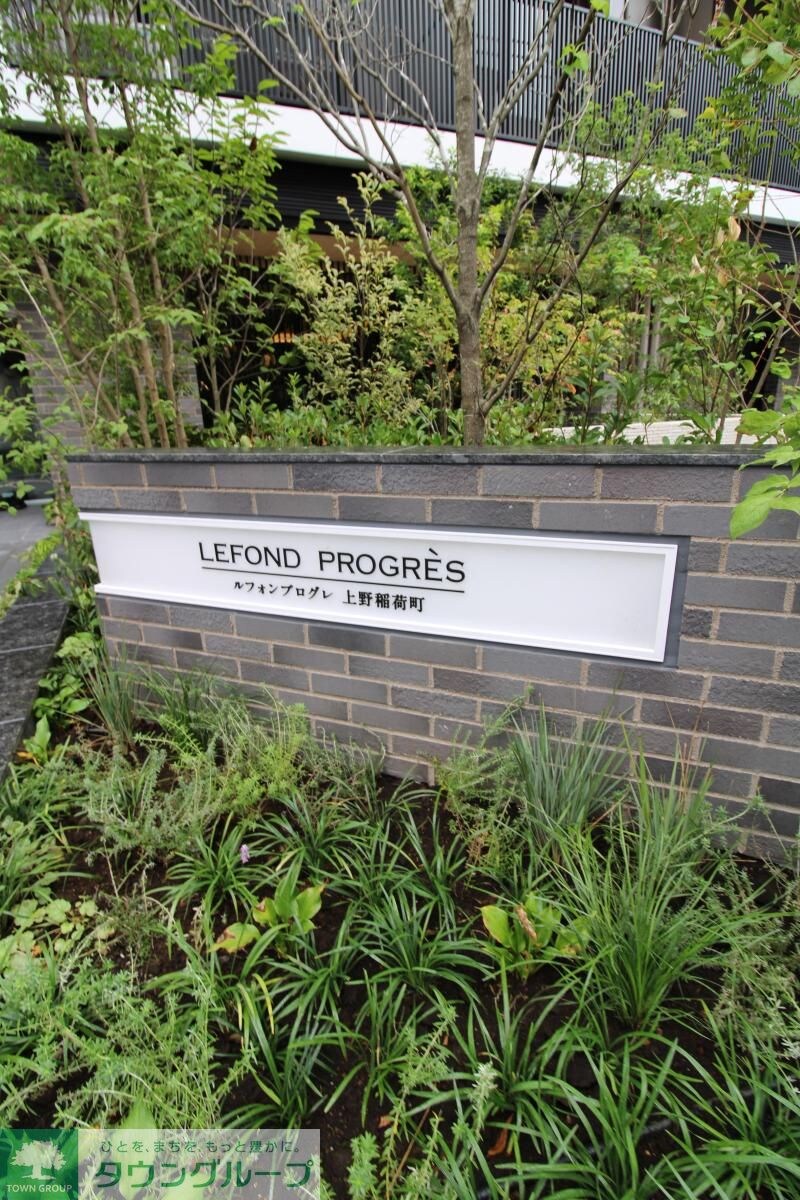 LEFOND PROGRÈS
ルフォンプログレ 上野稲荷町
ひとを、まちを、もっと豊かに。
タウングループ
TOWN GROUP